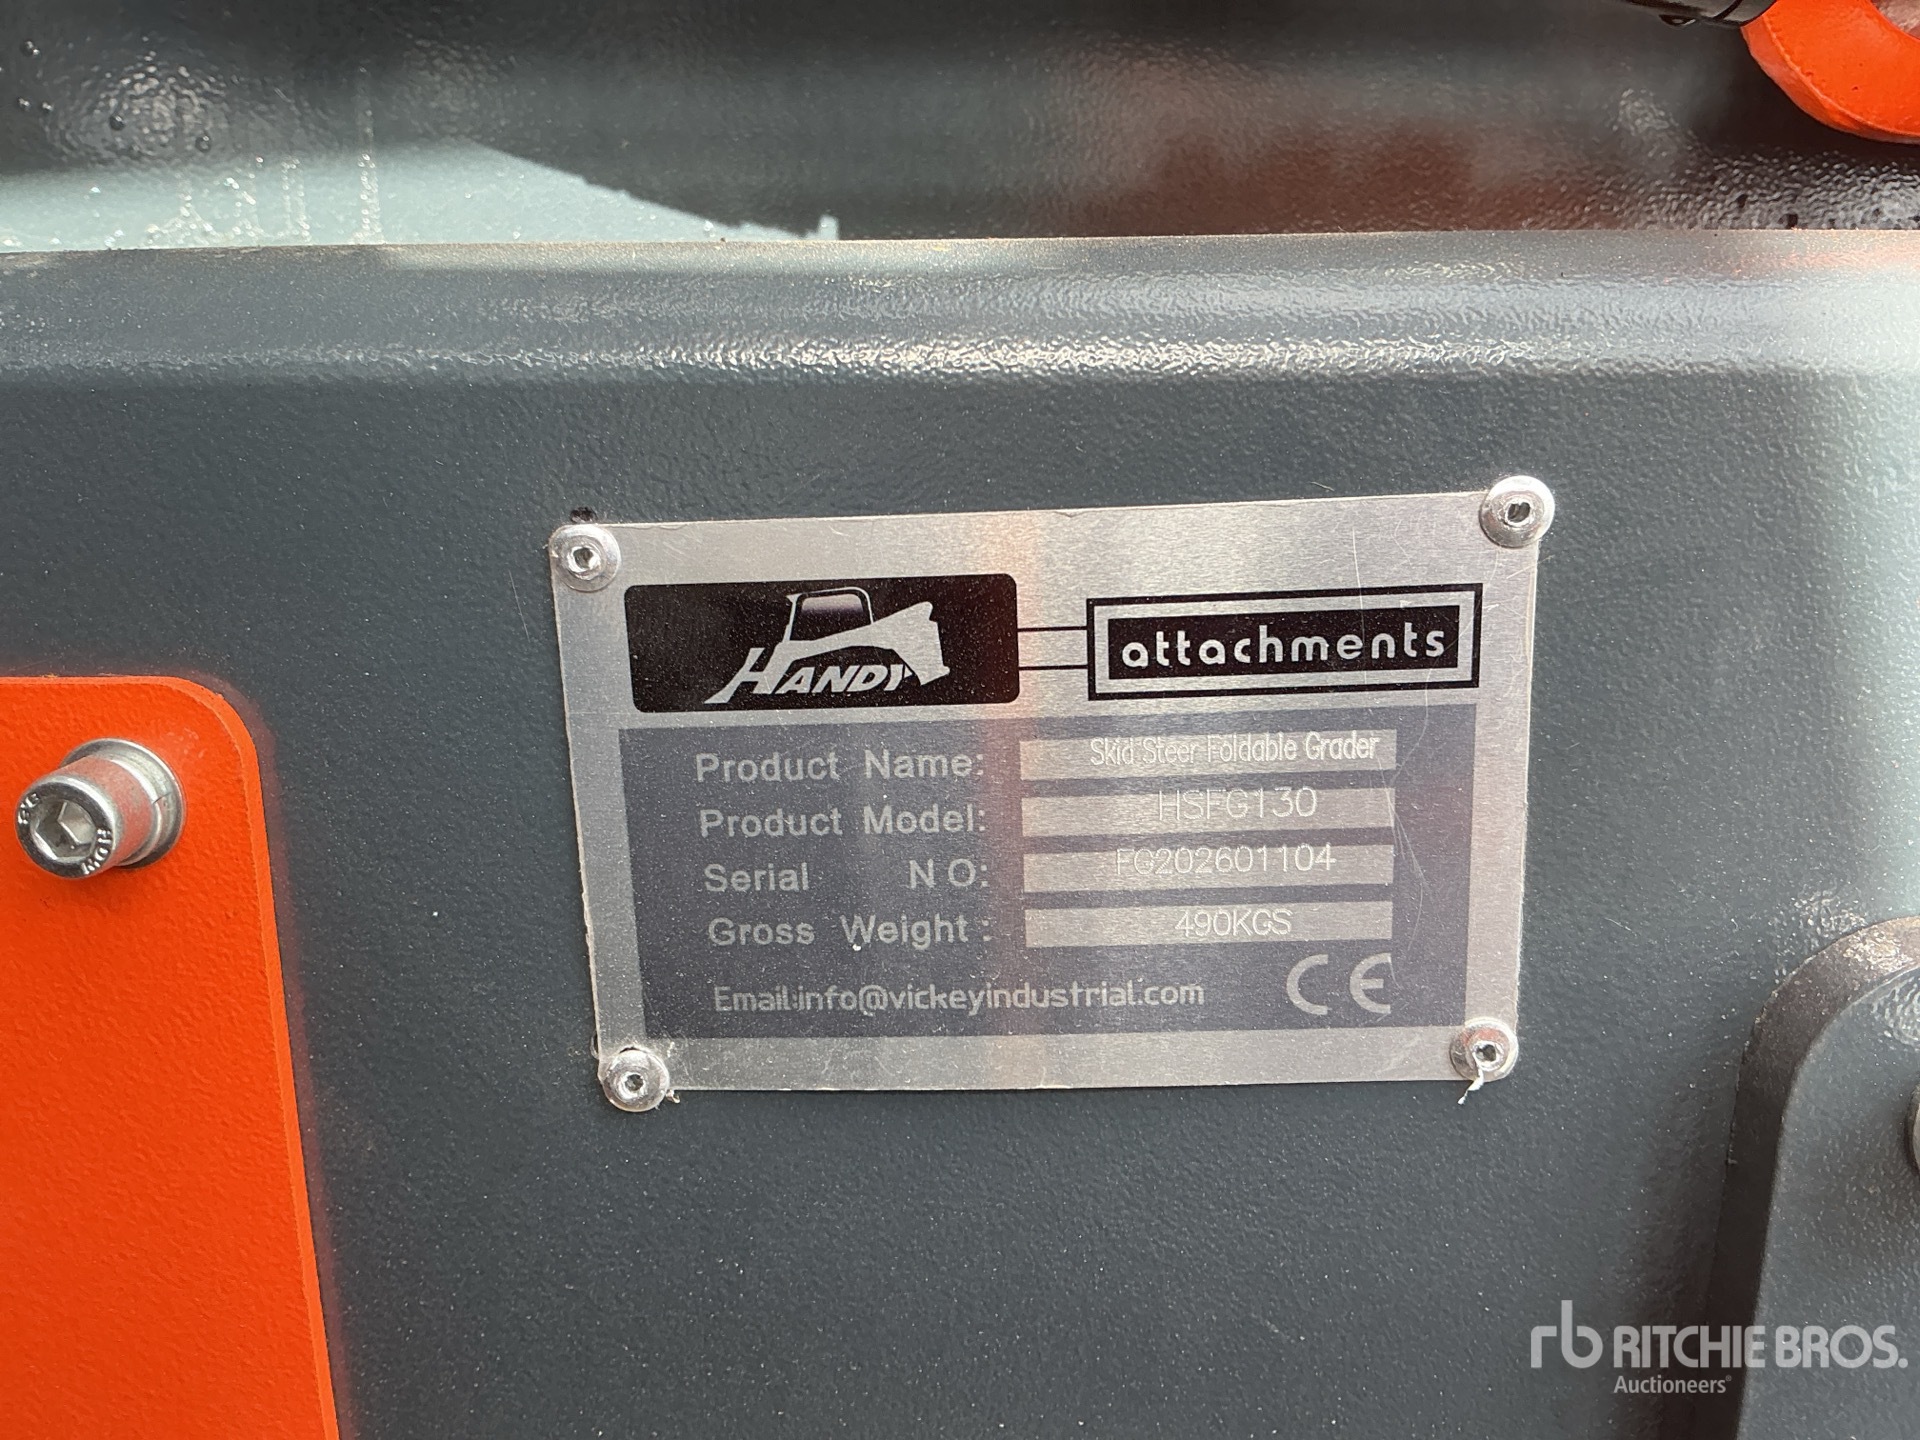 HANDY
attachments
Product Name: Skid Steer Foldable Grader
Product Model: HSFG130
Serial NO: FG202601104
Gross Weight: 490KGS
Email:info@vickeyindustrial.com CE
rb RITCHIE BROS.
Auctioneers®